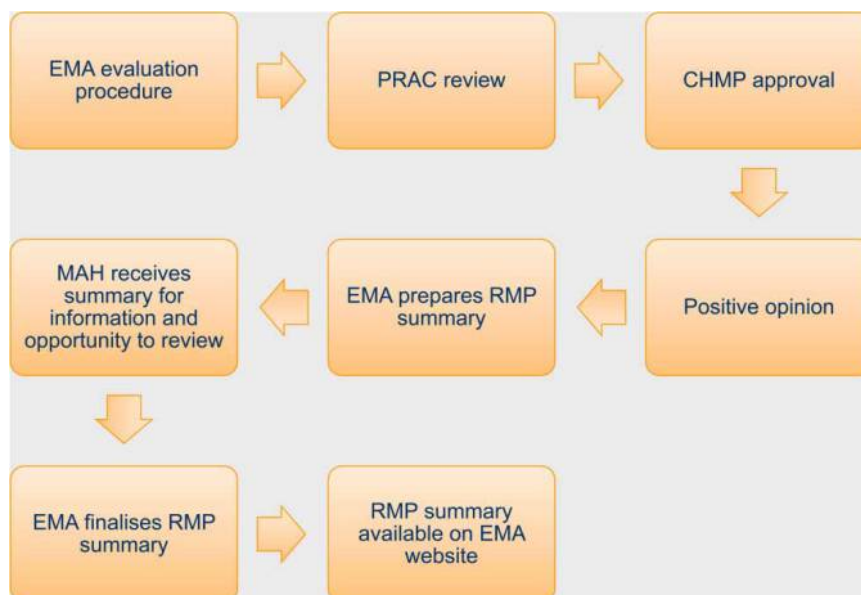 EMA evaluation
procedure
PRAC review
CHMP approval
Positive opinion
EMA prepares RMP
summary
MAH receives
summary for
information and
opportunity to review
EMA finalises RMP
summary
RMP summary
available on EMA
website